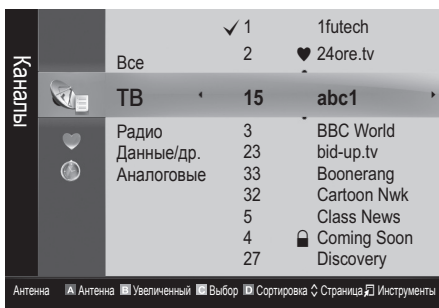 Каналы
✓ 1 1futech
Все 2 ♥ 24ore.tv
ТВ 15 abc1
Радио 3 BBC World
Данные/др. 23 bid-up.tv
Аналоговые 33 Boonerang
32 Cartoon Nwk
5 Class News
4 Coming Soon
27 Discovery
Антенна A Антенна B Увеличенный C Выбор D Сортировка Страница Инструменты